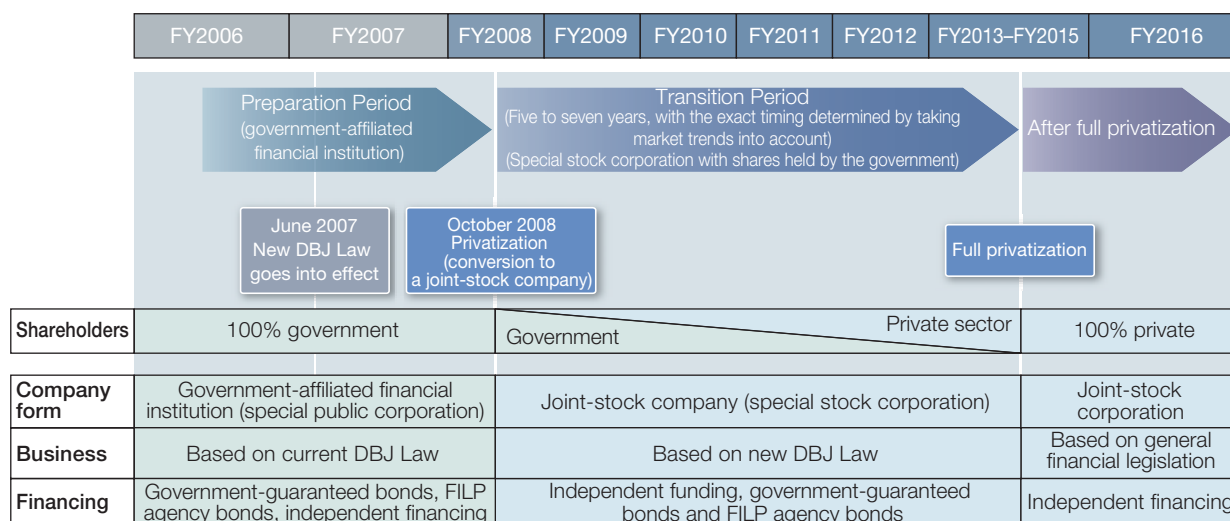 FY2006 FY2007 FY2008 FY2009 FY2010 FY2011 FY2012 FY2013–FY2015 FY2016
Preparation Period
(government-affiliated
financial institution)
Transition Period
(Five to seven years, with the exact timing determined by taking
market trends into account)
(Special stock corporation with shares held by the government)
After full privatization
June 2007
New DBJ Law
goes into effect
October 2008
Privatization
(conversion to
a joint-stock company)
Full privatization
Shareholders
100% government
Government
Private sector
100% private
Company
form
Government-affiliated financial
institution (special public corporation)
Joint-stock company (special stock corporation)
Joint-stock
corporation
Business
Based on current DBJ Law
Based on new DBJ Law
Based on general
financial legislation
Financing
Government-guaranteed bonds, FILP
agency bonds, independent financing
Independent funding, government-guaranteed
bonds and FILP agency bonds
Independent financing